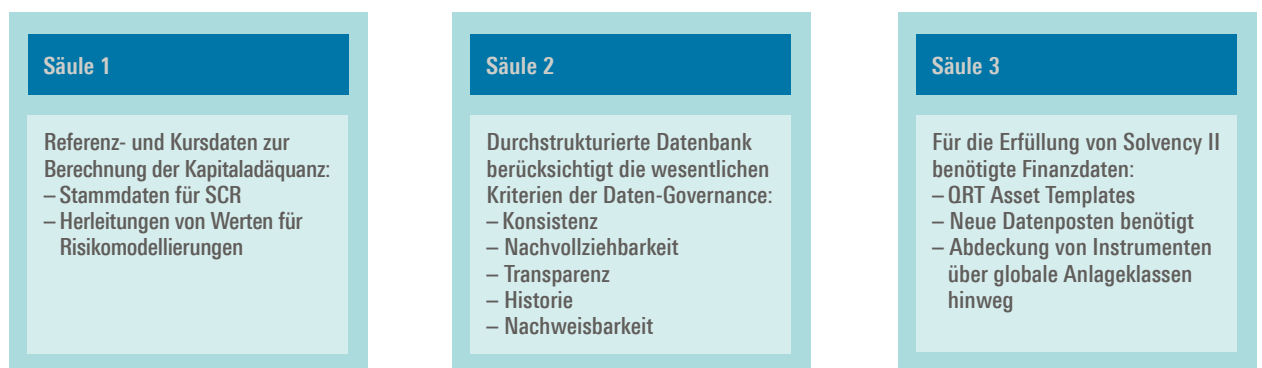 Säule 1
Referenz- und Kursdaten zur
Berechnung der Kapitaladäquanz:
– Stammdaten für SCR
– Herleitungen von Werten für
Risikomodellierungen
Säule 2
Durchstrukturierte Datenbank
berücksichtigt die wesentlichen
Kriterien der Daten-Governance:
– Konsistenz
– Nachvollziehbarkeit
– Transparenz
– Historie
– Nachweisbarkeit
Säule 3
Für die Erfüllung von Solvency II
benötigte Finanzdaten:
– QRT Asset Templates
– Neue Datenposten benötigt
– Abdeckung von Instrumenten
über globale Anlageklassen
hinweg